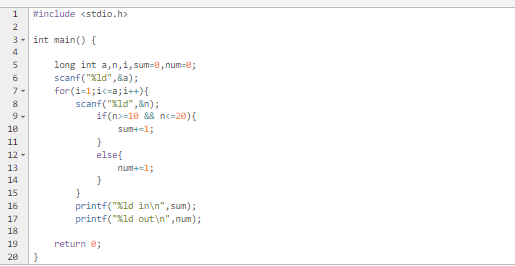 1 #include <stdio.h>
2
3 int main() {
4
5 long int a,n,i,sum=0,num=0;
6 scanf("%ld",&a);
7 for(i=1;i<=a;i++){
8 scanf("%ld",&n);
9 if(n>=10 && n<=20){
10 sum+=1;
11 }
12 else{
13 num+=1;
14 }
15 }
16 printf("%ld in\n",sum);
17 printf("%ld out\n",num);
18
19 return 0;
20 }